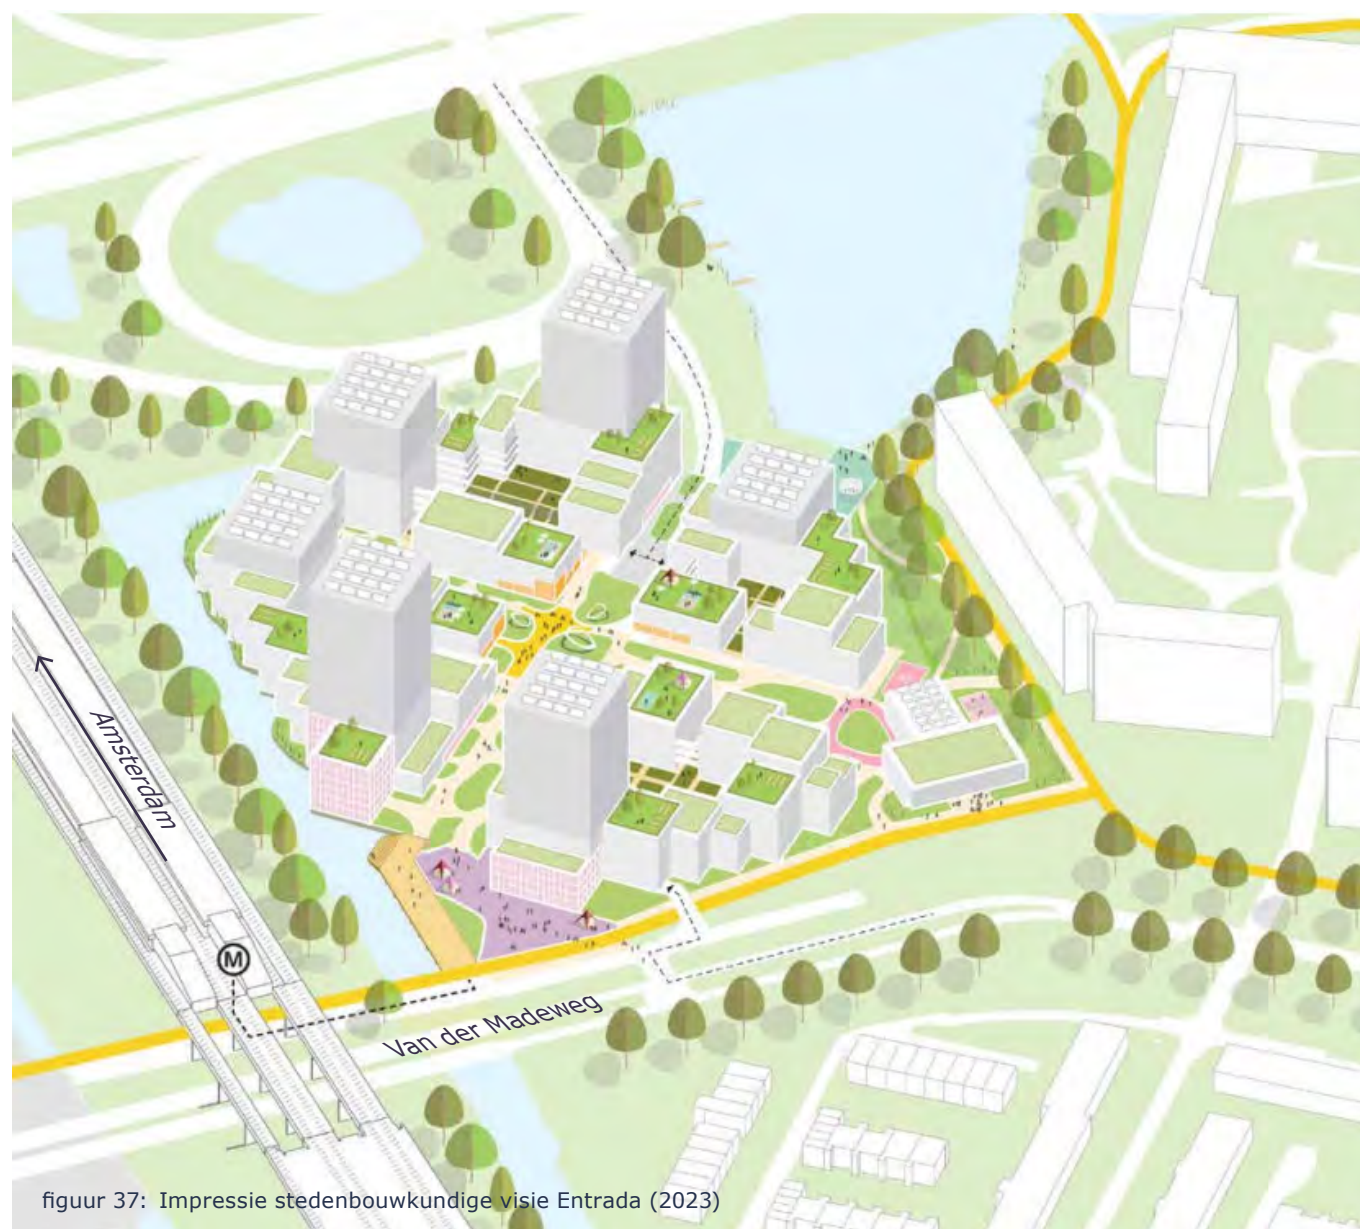 Amsterdam
M
Van der Madeweg
figuur 37: Impressie stedenbouwkundige visie Entrada (2023)